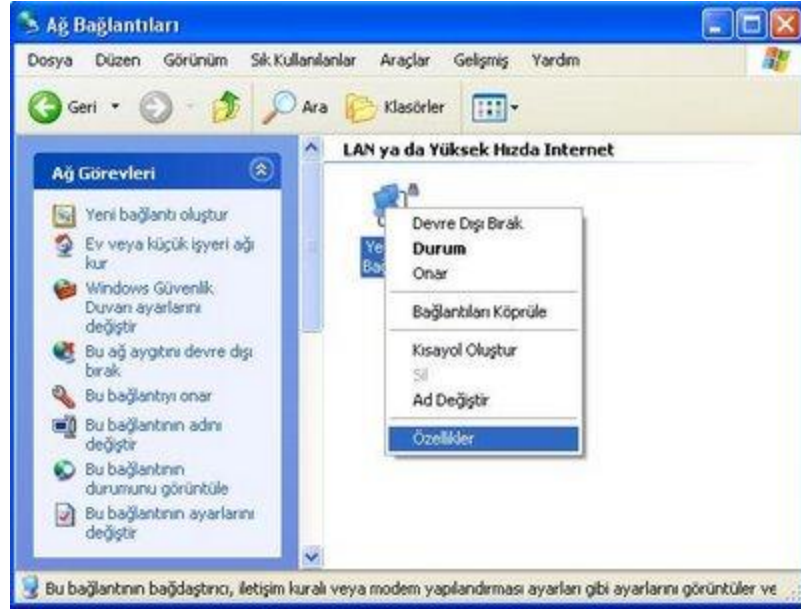 Ağ Bağlantıları
Dosya Düzen Görünüm Sık Kullanılanlar Araçlar Gelişmiş Yardım
Geri Ara Klasörler
Ağ Görevleri
Yeni bağlantı oluştur
Ev veya küçük işyeri ağı
kur
Windows Güvenlik
Duvarı ayarlarını
değiştir
Bu ağ aygıtını devre dışı
bırak
Bu bağlantıyı onar
Bu bağlantının adını
değiştir
Bu bağlantının
durumunu görüntüle
Bu bağlantının ayarlarını
değiştir
LAN ya da Yüksek Hızda Internet
Devre Dışı Bırak
Durum
Onar
Bağlantıları Köprüle
Kısayol Oluştur
Sil
Ad Değiştir
Özellikler
Bu bağlantının bağdaştırıcı, iletişim kuralı veya modem yapılandırması ayarları gibi ayarlarını görüntüler ve